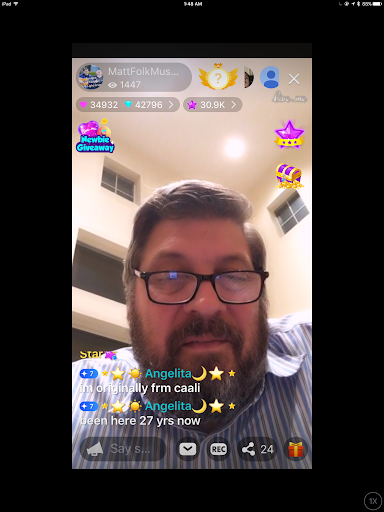 iPad
9:48 AM
88%
MattFolkMus...
1447
34932 42796 30.9K
Newbie
Giveaway
Star
7 Angelita
im originally frm caali
7 Angelita
been here 27 yrs now
Say s...
REC
24
1X